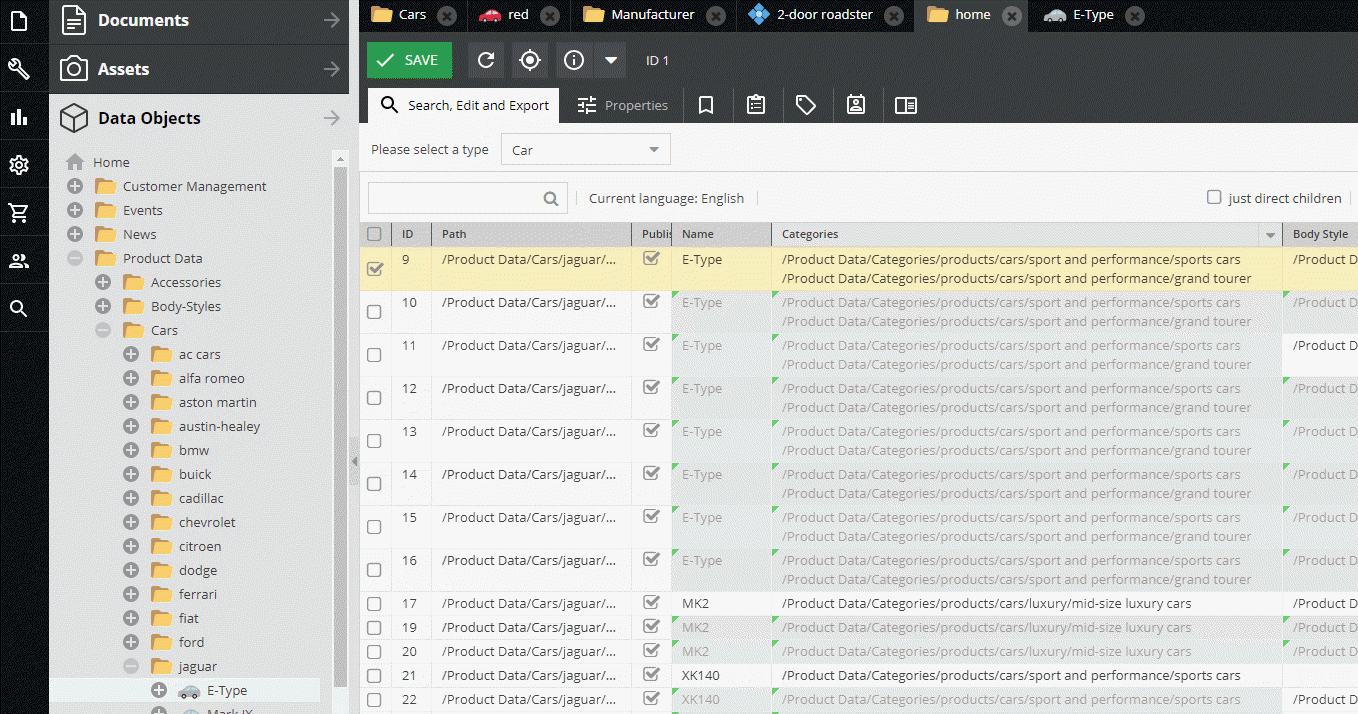 Documents
Assets
Data Objects
Home
Customer Management
Events
News
Product Data
Accessories
Body-Styles
Cars
ac cars
alfa romeo
aston martin
austin-healey
bmw
buick
cadillac
chevrolet
citroen
dodge
ferrari
fiat
ford
jaguar
E-Type
Mark IX
Cars red Manufacturer 2-door roadster home E-Type
SAVE ID 1
Search, Edit and Export Properties
Please select a type Car
Current language: English just direct children
ID Path Publis Name Categories Body Style
9 /Product Data/Cars/jaguar/... E-Type /Product Data/Categories/products/cars/sport and performance/sports cars /Product D
/Product Data/Categories/products/cars/sport and performance/grand tourer
10 /Product Data/Cars/jaguar/... E-Type /Product Data/Categories/products/cars/sport and performance/sports cars /Product D
/Product Data/Categories/products/cars/sport and performance/grand tourer
11 /Product Data/Cars/jaguar/... E-Type /Product Data/Categories/products/cars/sport and performance/sports cars /Product D
/Product Data/Categories/products/cars/sport and performance/grand tourer
12 /Product Data/Cars/jaguar/... E-Type /Product Data/Categories/products/cars/sport and performance/sports cars /Product D
/Product Data/Categories/products/cars/sport and performance/grand tourer
13 /Product Data/Cars/jaguar/... E-Type /Product Data/Categories/products/cars/sport and performance/sports cars /Product D
/Product Data/Categories/products/cars/sport and performance/grand tourer
14 /Product Data/Cars/jaguar/... E-Type /Product Data/Categories/products/cars/sport and performance/sports cars /Product D
/Product Data/Categories/products/cars/sport and performance/grand tourer
15 /Product Data/Cars/jaguar/... E-Type /Product Data/Categories/products/cars/sport and performance/sports cars /Product D
/Product Data/Categories/products/cars/sport and performance/grand tourer
16 /Product Data/Cars/jaguar/... E-Type /Product Data/Categories/products/cars/sport and performance/sports cars /Product D
/Product Data/Categories/products/cars/sport and performance/grand tourer
17 /Product Data/Cars/jaguar/... MK2 /Product Data/Categories/products/cars/luxury/mid-size luxury cars /Product D
19 /Product Data/Cars/jaguar/... MK2 /Product Data/Categories/products/cars/luxury/mid-size luxury cars /Product D
20 /Product Data/Cars/jaguar/... MK2 /Product Data/Categories/products/cars/luxury/mid-size luxury cars /Product D
21 /Product Data/Cars/jaguar/... XK140 /Product Data/Categories/products/cars/sport and performance/sports cars
22 /Product Data/Cars/jaguar/... XK140 /Product Data/Categories/products/cars/sport and performance/sports cars /Product D